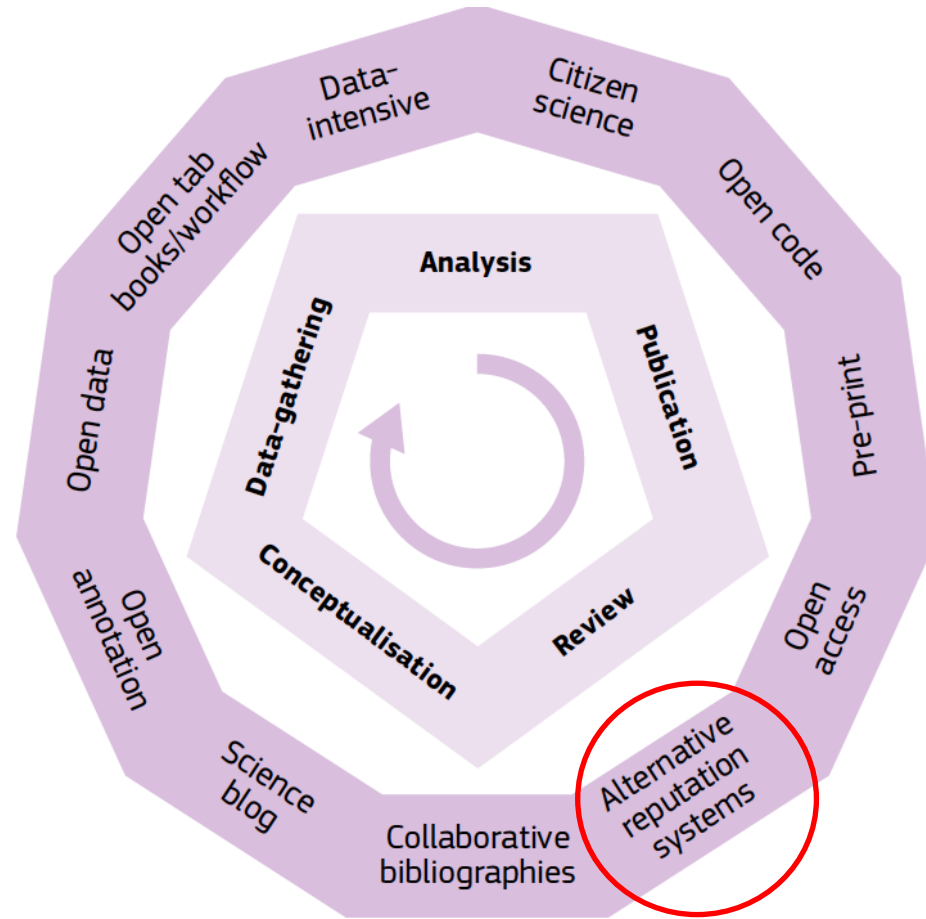 Data-
intensive
Citizen
science
Open code
Pre-print
Open
access
Alternative
reputation
systems
Collaborative
bibliographies
Science
blog
Open
annotation
Open data
Open tab
books/workflow
Analysis
Publication
Review
Conceptualisation
Data-gathering